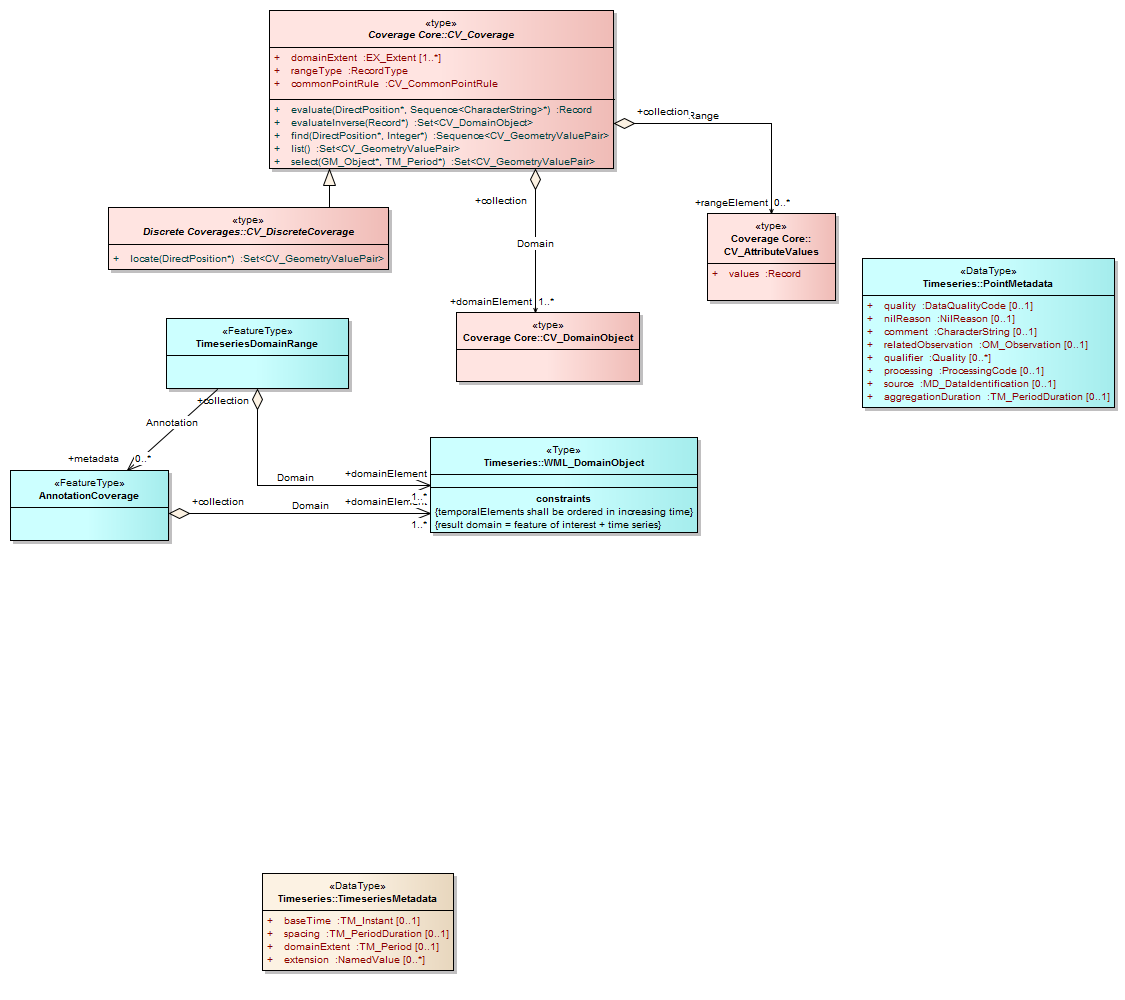 «type»
Coverage Core::CV_Coverage
+ domainExtent :EX_Extent [1..*]
+ rangeType :RecordType
+ commonPointRule :CV_CommonPointRule
+ evaluate(DirectPosition*, Sequence<CharacterString>*) :Record
+ evaluateInverse(Record*) :Set<CV_DomainObject>
+ find(DirectPosition*, Integer*) :Sequence<CV_GeometryValuePair>
+ list() :Set<CV_GeometryValuePair>
+ select(GM_Object*, TM_Period*) :Set<CV_GeometryValuePair>
+collection
Range
+rangeElement 0..*
+collection
Domain
+domainElement 1..*
«type»
Discrete Coverages::CV_DiscreteCoverage
+ locate(DirectPosition*) :Set<CV_GeometryValuePair>
«type»
Coverage Core::
CV_AttributeValues
+ values :Record
«DataType»
Timeseries::PointMetadata
+ quality :DataQualityCode [0..1]
+ nilReason :NilReason [0..1]
+ comment :CharacterString [0..1]
+ relatedObservation :OM_Observation [0..1]
+ qualifier :Quality [0..*]
+ processing :ProcessingCode [0..1]
+ source :MD_DataIdentification [0..1]
+ aggregationDuration :TM_PeriodDuration [0..1]
«type»
Coverage Core::CV_DomainObject
«FeatureType»
TimeseriesDomainRange
+collection
Annotation
+metadata 0..*
Domain
+domainElement
1..*
«FeatureType»
AnnotationCoverage
+collection
Domain
+domainElement
1..*
«Type»
Timeseries::WML_DomainObject
constraints
{temporalElements shall be ordered in increasing time}
{result domain = feature of interest + time series}
«DataType»
Timeseries::TimeseriesMetadata
+ baseTime :TM_Instant [0..1]
+ spacing :TM_PeriodDuration [0..1]
+ domainExtent :TM_Period [0..1]
+ extension :NamedValue [0..*]